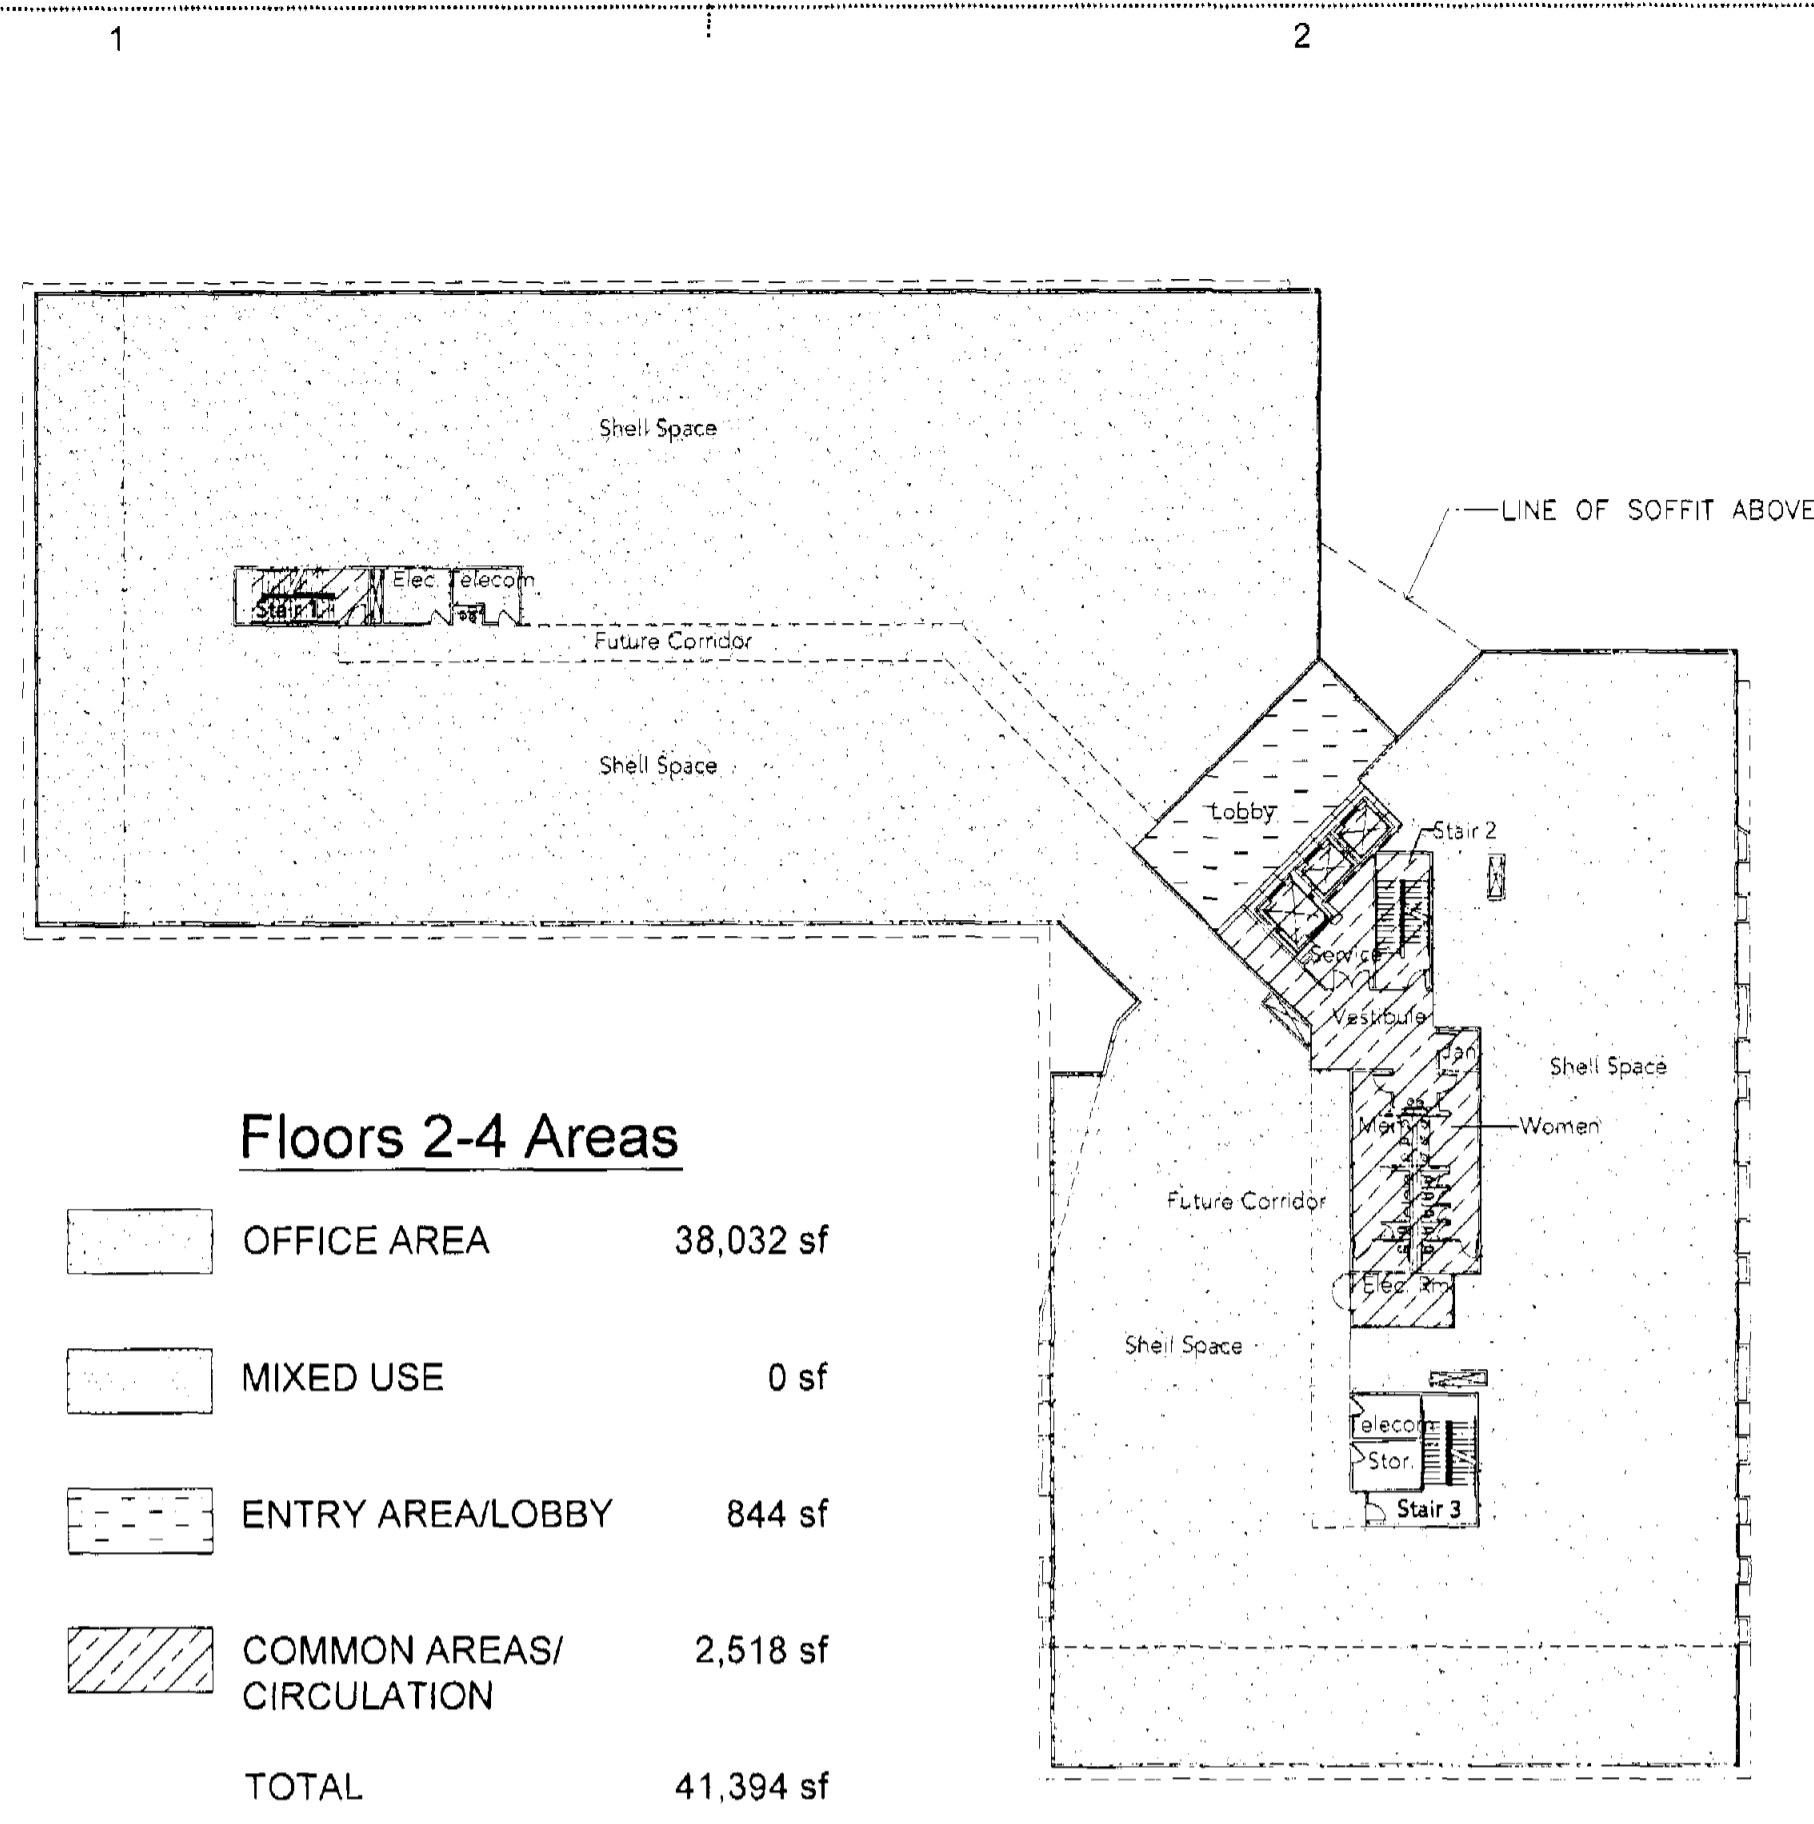 1
2
Shell Space
LINE OF SOFFIT ABOVE
Elec. Telecom
Stair 1
Future Corridor
Shell Space
Lobby
Stair 2
Service
Vestibule
Jan
Shell Space
Men
Women
Future Corridor
Elec. Rm
Shell Space
Telecom
Stor.
Stair 3
Floors 2-4 Areas
OFFICE AREA 38,032 sf
MIXED USE 0 sf
ENTRY AREA/LOBBY 844 sf
COMMON AREAS/ 2,518 sf
CIRCULATION
TOTAL 41,394 sf